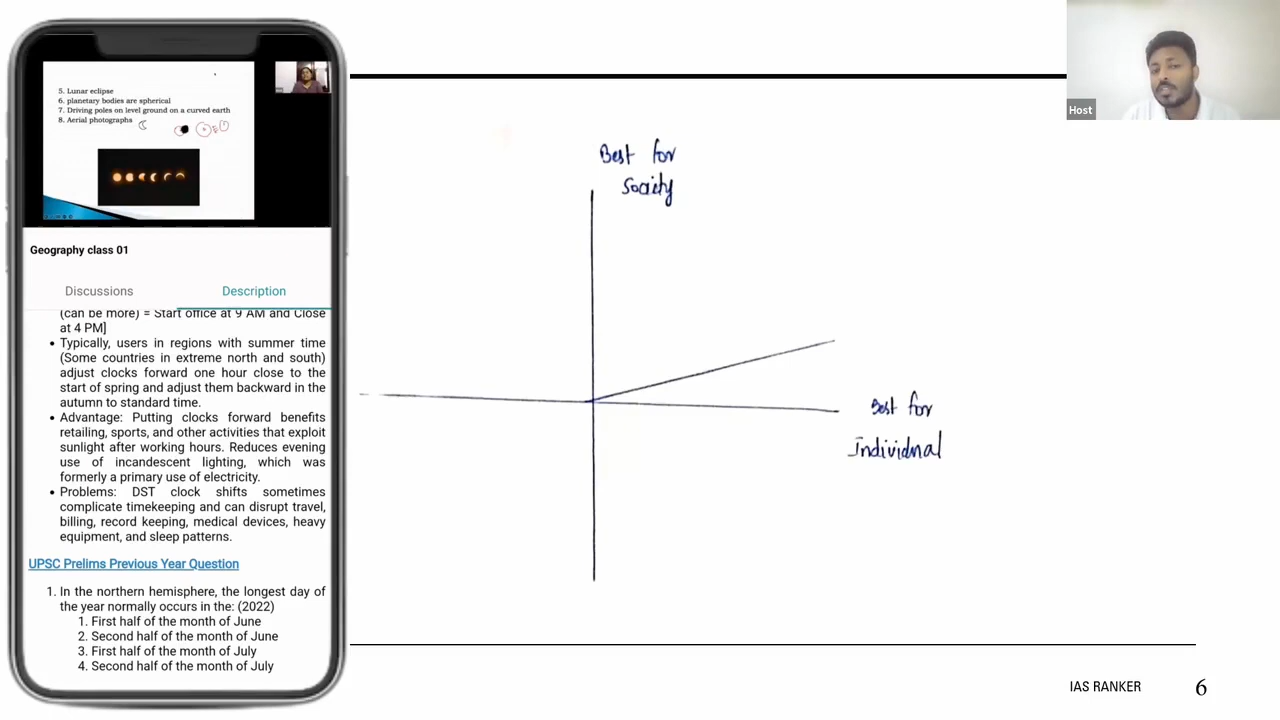 5. Lunar eclipse
6. planetary bodies are spherical
7. Driving poles on level ground on a curved earth
8. Aerial photographs
Geography class 01
Discussions
Description
(can be more) = Start office at 9 AM and Close
at 4 PM]
• Typically, users in regions with summer time
(Some countries in extreme north and south)
adjust clocks forward one hour close to the
start of spring and adjust them backward in the
autumn to standard time.
• Advantage: Putting clocks forward benefits
retailing, sports, and other activities that exploit
sunlight after working hours. Reduces evening
use of incandescent lighting, which was
formerly a primary use of electricity.
• Problems: DST clock shifts sometimes
complicate timekeeping and can disrupt travel,
billing, record keeping, medical devices, heavy
equipment, and sleep patterns.
UPSC Prelims Previous Year Question
1. In the northern hemisphere, the longest day of
the year normally occurs in the: (2022)
1. First half of the month of June
2. Second half of the month of June
3. First half of the month of July
4. Second half of the month of July
Best for
Society
Best for
Individual
Host
IAS RANKER
6